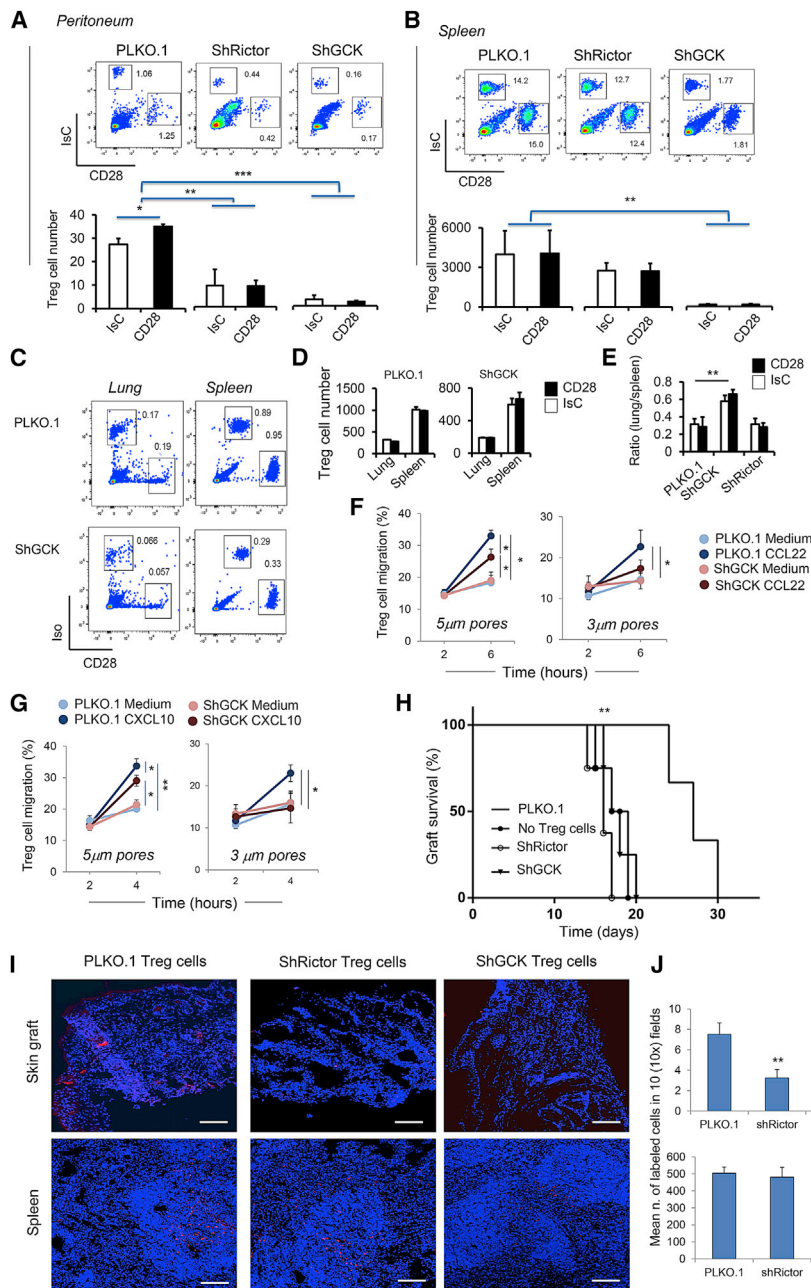 A
Peritoneum
PLKO.1 ShRictor ShGCK
1.06 0.44 0.16
1.25 0.42 0.17
IsC
CD28
***
**
*
Treg cell number
40
30
20
10
0
IsC CD28 IsC CD28 IsC CD28
B
Spleen
PLKO.1 ShRictor ShGCK
14.2 12.7 1.77
15.0 12.4 1.81
IsC
CD28
**
Treg cell number
6000
3000
0
IsC CD28 IsC CD28 IsC CD28
C
Lung Spleen
PLKO.1
0.17 0.89
0.19 0.95
ShGCK
0.066 0.29
0.057 0.33
Iso
CD28
D
Treg cell number
PLKO.1 ShGCK
1500
1000
500
0
800
400
0
Lung Spleen Lung Spleen
CD28
IsC
E
Ratio (lung/spleen)
**
0.8
0.6
0.4
0.2
0
PLKO.1 ShGCK ShRictor
CD28
IsC
F
Treg cell migration (%)
40
30
20
10
0
* * *
5μm pores
2 6
30
20
10
0
*
3μm pores
2 6
Time (hours)
PLKO.1 Medium
PLKO.1 CCL22
ShGCK Medium
ShGCK CCL22
G
PLKO.1 Medium ShGCK Medium
PLKO.1 CXCL10 ShGCK CXCL10
Treg cell migration (%)
40
30
20
10
0
* * **
5μm pores
2 4
30
20
10
0
*
3 μm pores
2 4
Time (hours)
H
Graft survival (%)
100
50
0
**
PLKO.1
No Treg cells
ShRictor
ShGCK
0 10 20 30
Time (days)
I
PLKO.1 Treg cells ShRictor Treg cells ShGCK Treg cells
Skin graft
Spleen
J
Mean n. of labeled cells in 10 (10x) fields
10
8
6
4
2
0
**
PLKO.1 shRictor
600
500
400
300
200
100
0
PLKO.1 shRictor